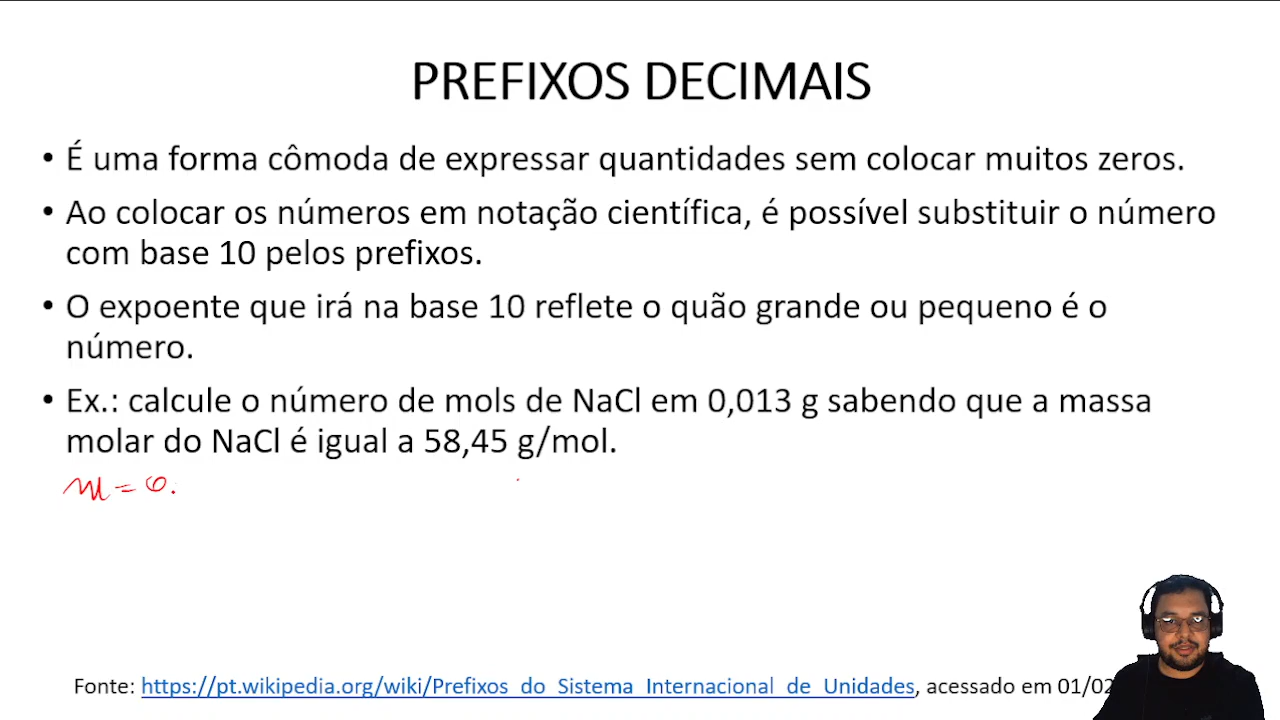 PREFIXOS DECIMAIS
• É uma forma cômoda de expressar quantidades sem colocar muitos zeros.
• Ao colocar os números em notação científica, é possível substituir o número
com base 10 pelos prefixos.
• O expoente que irá na base 10 reflete o quão grande ou pequeno é o
número.
• Ex.: calcule o número de mols de NaCl em 0,013 g sabendo que a massa
molar do NaCl é igual a 58,45 g/mol.
m = 0.
Fonte: https://pt.wikipedia.org/wiki/Prefixos_do_Sistema_Internacional_de_Unidades, acessado em 01/02